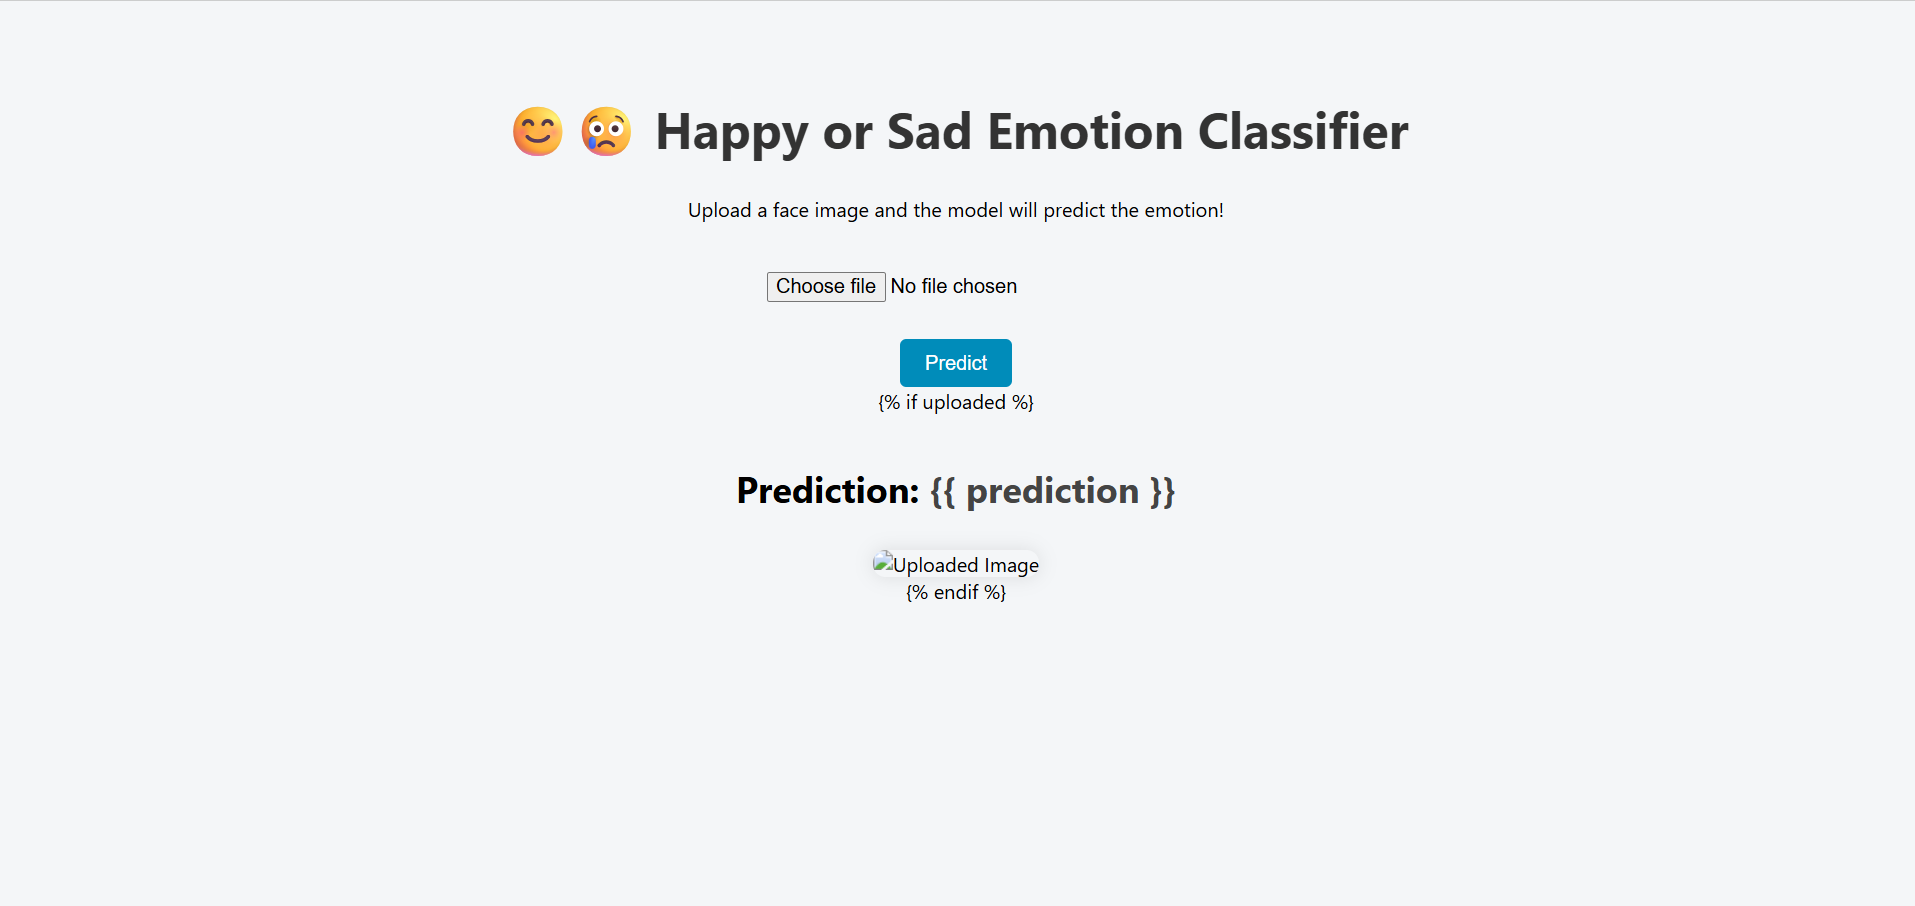 😊 😢 Happy or Sad Emotion Classifier
Upload a face image and the model will predict the emotion!
Choose file No file chosen
Predict
{% if uploaded %}
Prediction: {{ prediction }}
Uploaded Image
{% endif %}